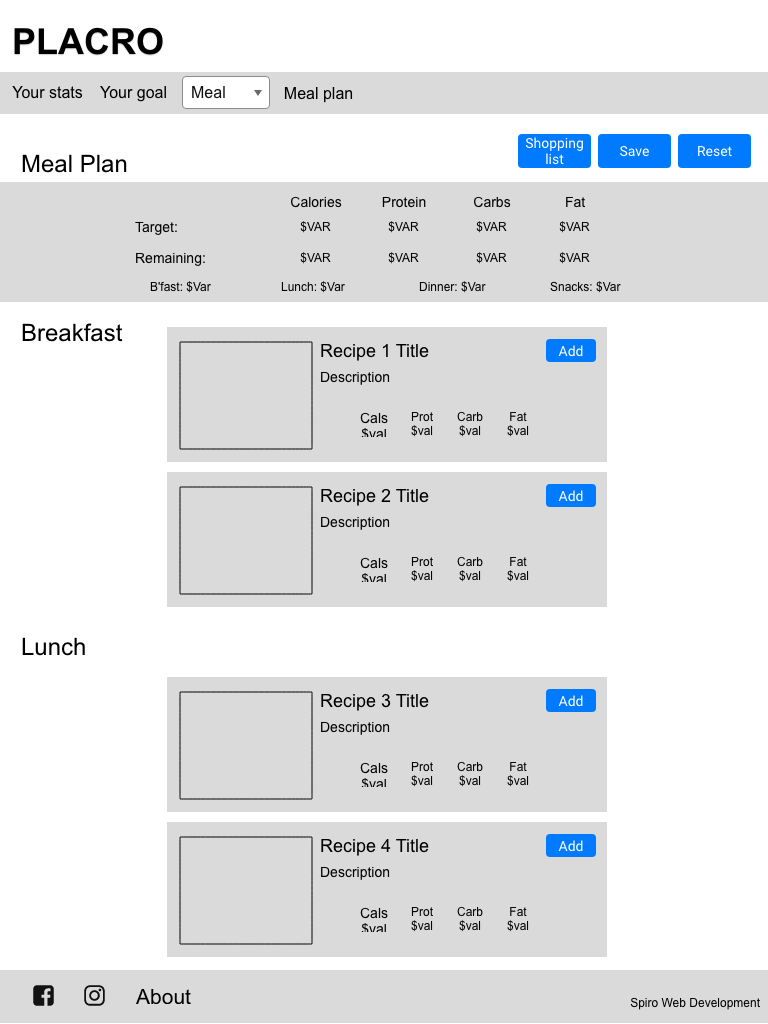 PLACRO
Your stats Your goal Meal Meal plan
Meal Plan
Shopping list Save Reset
Calories Protein Carbs Fat
Target: $VAR $VAR $VAR $VAR
Remaining: $VAR $VAR $VAR $VAR
B'fast: $Var Lunch: $Var Dinner: $Var Snacks: $Var
Breakfast
Recipe 1 Title Add
Description
Cals Prot Carb Fat
$val $val $val $val
Recipe 2 Title Add
Description
Cals Prot Carb Fat
$val $val $val $val
Lunch
Recipe 3 Title Add
Description
Cals Prot Carb Fat
$val $val $val $val
Recipe 4 Title Add
Description
Cals Prot Carb Fat
$val $val $val $val
About
Spiro Web Development